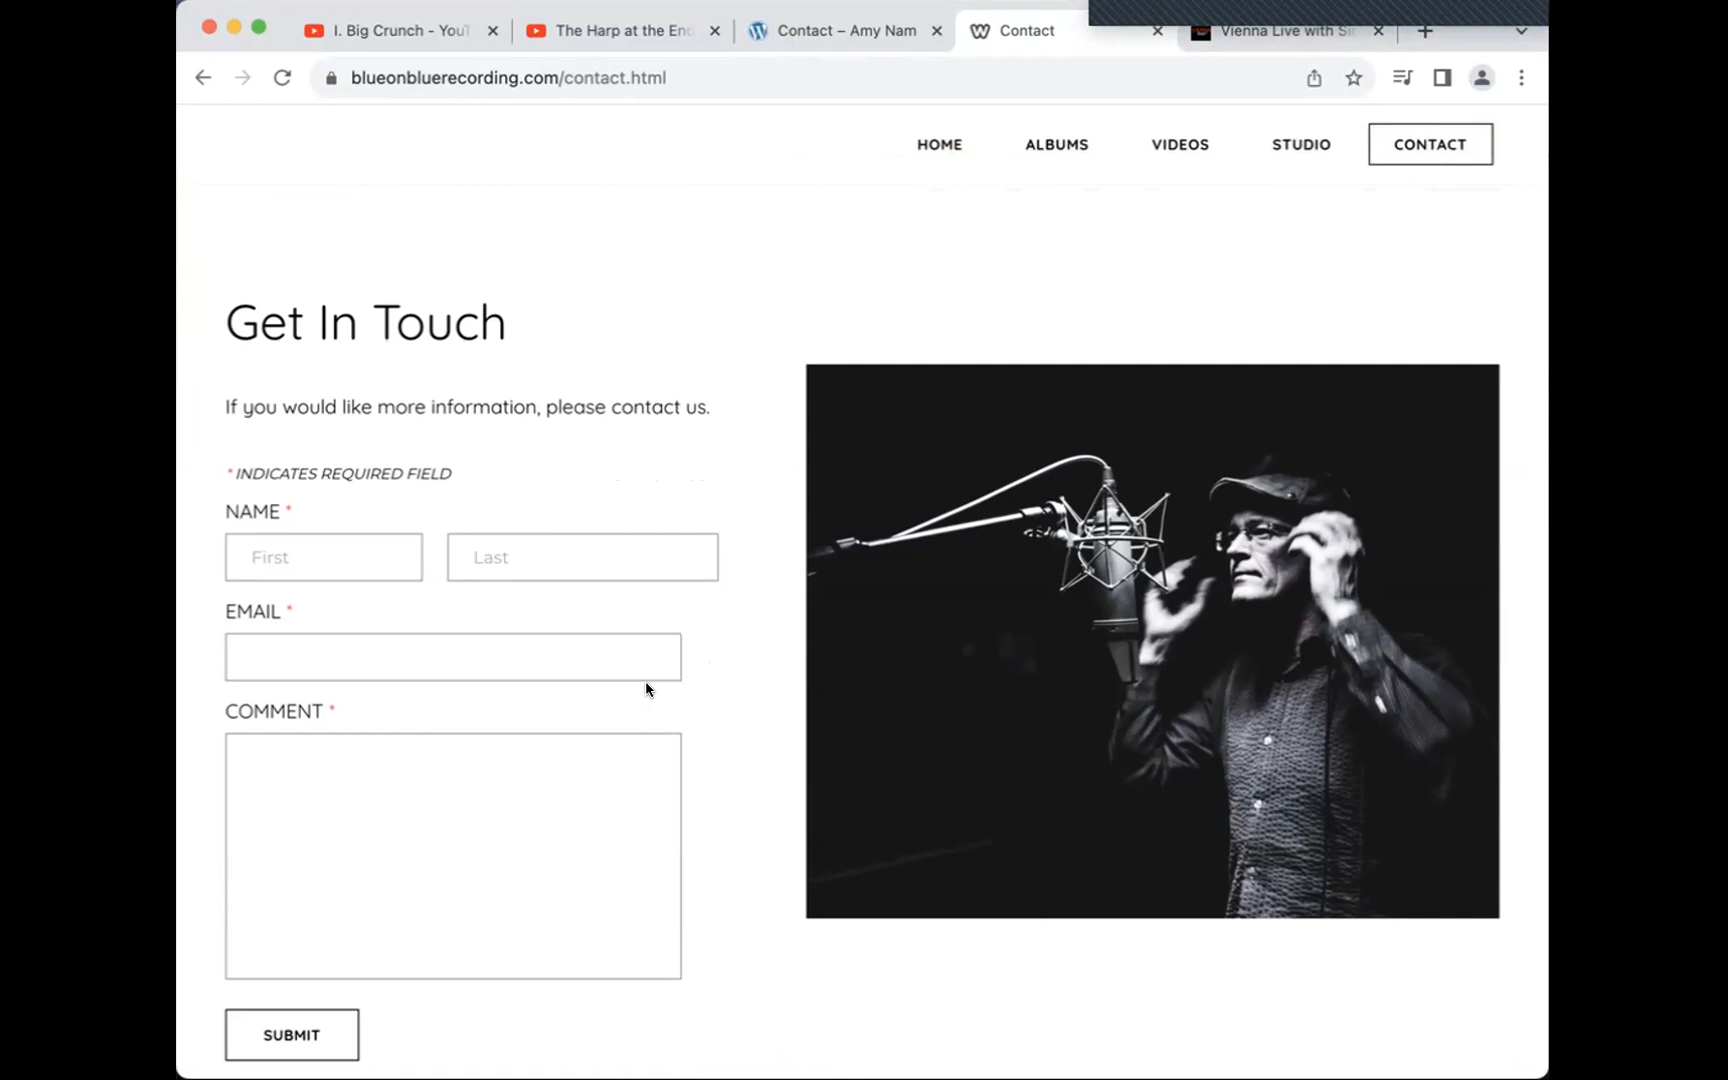 I. Big Crunch - YouT
The Harp at the End
Contact – Amy Nam
Contact
Vienna Live with Sir
blueonbluerecording.com/contact.html
HOME
ALBUMS
VIDEOS
STUDIO
CONTACT
Get In Touch
If you would like more information, please contact us.
* INDICATES REQUIRED FIELD
NAME *
First
Last
EMAIL *
COMMENT *
SUBMIT